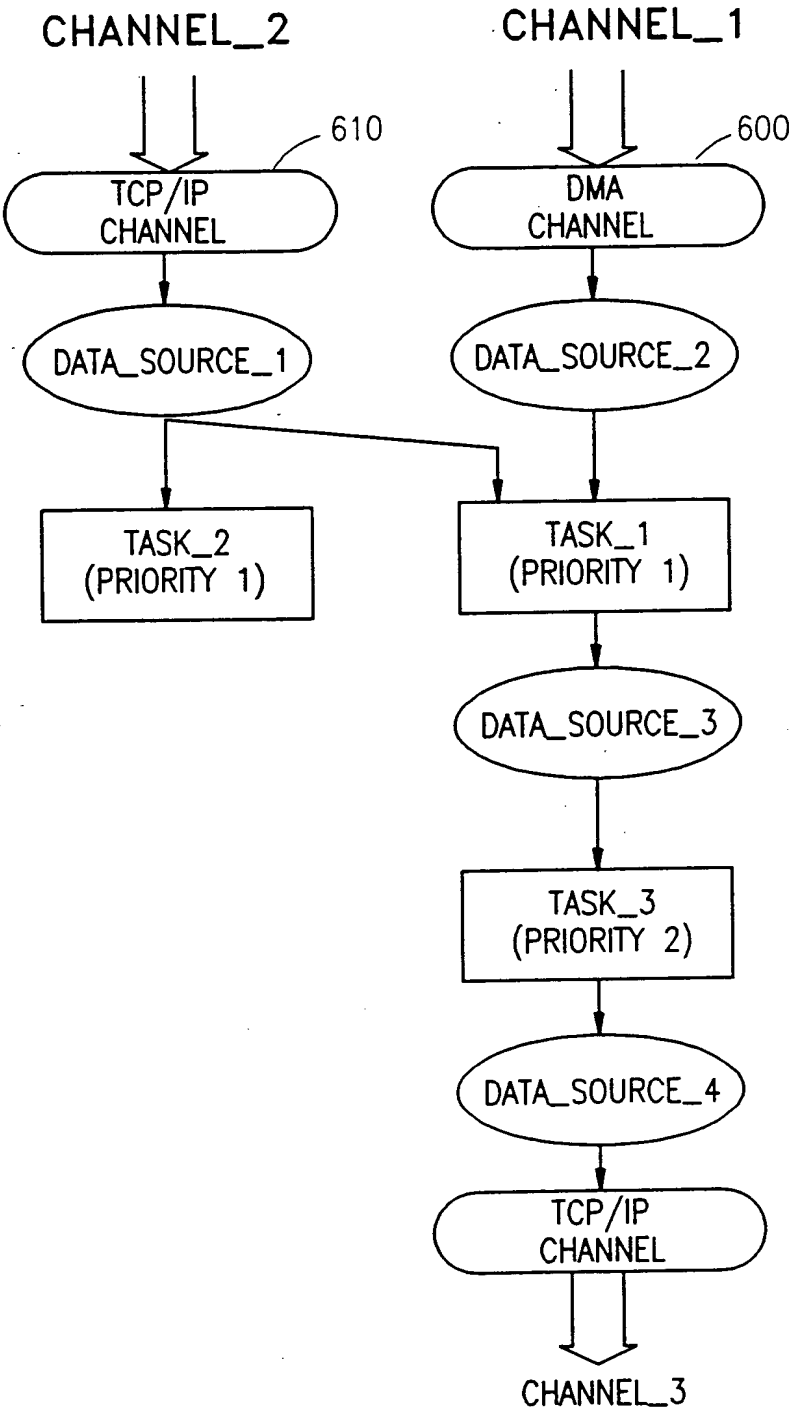 CHANNEL_2
CHANNEL_1
610
600
TCP/IP
CHANNEL
DMA
CHANNEL
DATA_SOURCE_1
DATA_SOURCE_2
TASK_2
(PRIORITY 1)
TASK_1
(PRIORITY 1)
DATA_SOURCE_3
TASK_3
(PRIORITY 2)
DATA_SOURCE_4
TCP/IP
CHANNEL
CHANNEL_3